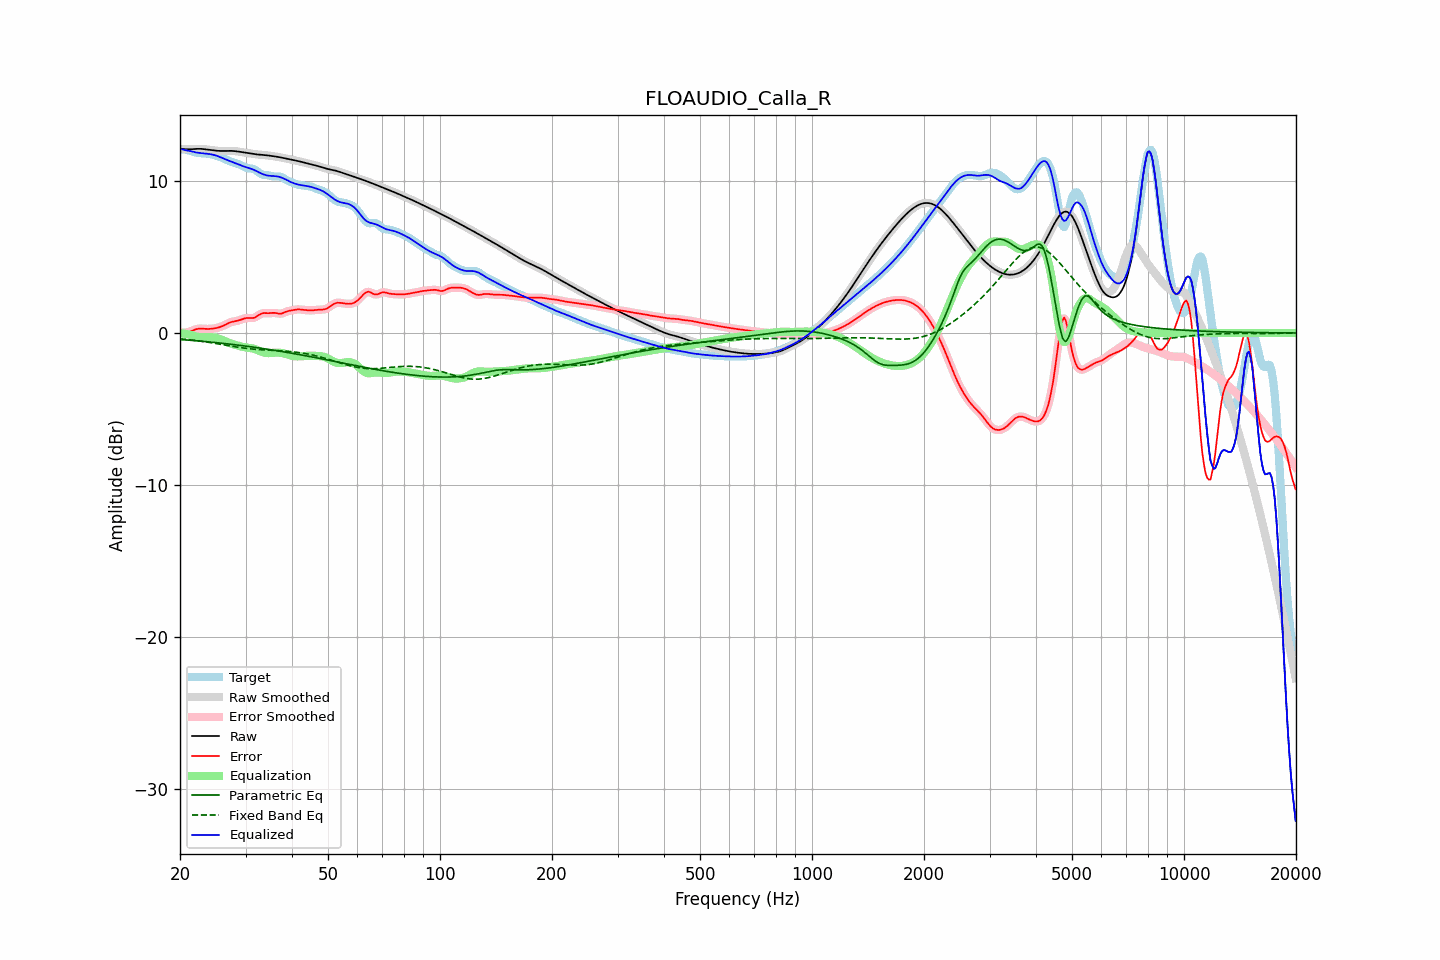 FLOAUDIO_Calla_R
10
0
−10
−20
−30
Amplitude (dBr)
Target
Raw Smoothed
Error Smoothed
Raw
Error
Equalization
Parametric Eq
Fixed Band Eq
Equalized
20 50 100 200 500 1000 2000 5000 10000 20000
Frequency (Hz)